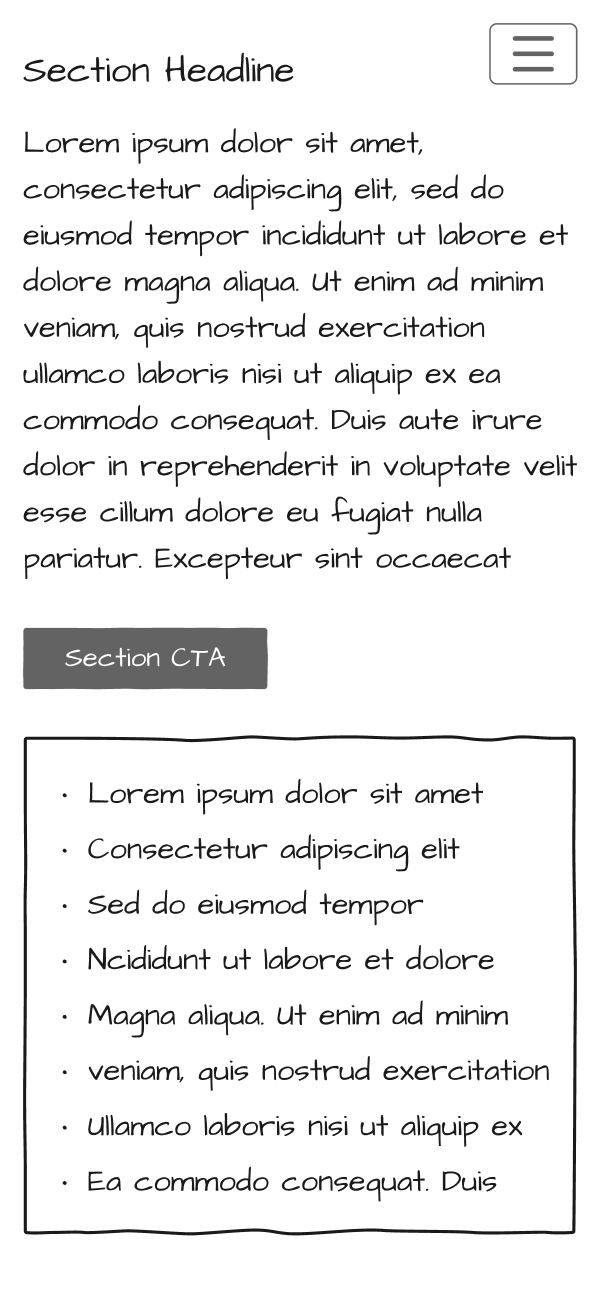 Section Headline
Lorem ipsum dolor sit amet,
consectetur adipiscing elit, sed do
eiusmod tempor incididunt ut labore et
dolore magna aliqua. Ut enim ad minim
veniam, quis nostrud exercitation
ullamco laboris nisi ut aliquip ex ea
commodo consequat. Duis aute irure
dolor in reprehenderit in voluptate velit
esse cillum dolore eu fugiat nulla
pariatur. Excepteur sint occaecat
Section CTA
· Lorem ipsum dolor sit amet
· Consectetur adipiscing elit
· Sed do eiusmod tempor
· Ncididunt ut labore et dolore
· Magna aliqua. Ut enim ad minim
· veniam, quis nostrud exercitation
· Ullamco laboris nisi ut aliquip ex
· Ea commodo consequat. Duis